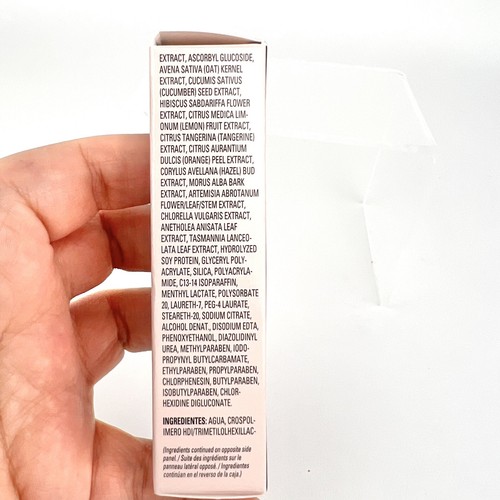 EXTRACT, ASCORBYL GLUCOSIDE,
AVENA SATIVA (OAT) KERNEL
EXTRACT, CUCUMIS SATIVUS
(CUCUMBER) SEED EXTRACT,
HIBISCUS SABDARIFFA FLOWER
EXTRACT, CITRUS MEDICA LIM-
ONUM (LEMON) FRUIT EXTRACT,
CITRUS TANGERINA (TANGERINE)
EXTRACT, CITRUS AURANTIUM
DULCIS (ORANGE) PEEL EXTRACT,
CORYLUS AVELLANA (HAZEL) BUD
EXTRACT, MORUS ALBA BARK
EXTRACT, ARTEMISIA ABROTANUM
FLOWER/LEAF/STEM EXTRACT,
CHLORELLA VULGARIS EXTRACT,
ANETHOLEA ANISATA LEAF
EXTRACT, TASMANNIA LANCEO-
LATA LEAF EXTRACT, HYDROLYZED
SOY PROTEIN, GLYCERYL POLY-
ACRYLATE, SILICA, POLYACRYLA-
MIDE, C13-14 ISOPARAFFIN,
MENTHYL LACTATE, POLYSORBATE
20, LAURETH-7, PEG-4 LAURATE,
STEARETH-20, SODIUM CITRATE,
ALCOHOL DENAT., DISODIUM EDTA,
PHENOXYETHANOL, DIAZOLIDINYL
UREA, METHYLPARABEN, IODO-
PROPYNYL BUTYLCARBAMATE,
ETHYLPARABEN, PROPYLPARABEN,
CHLORPHENESIN, BUTYLPARABEN,
ISOBUTYLPARABEN, CHLOR-
HEXIDINE DIGLUCONATE.
INGREDIENTES: AGUA, CROSPOL-
IMERO HDI/TRIMETILOLHEXILLAC-
(Ingredients continued on opposite side
panel. / Suite des ingrédients sur le
panneau latéral opposé. / Ingredientes
continúan en el reverso de la caja.)